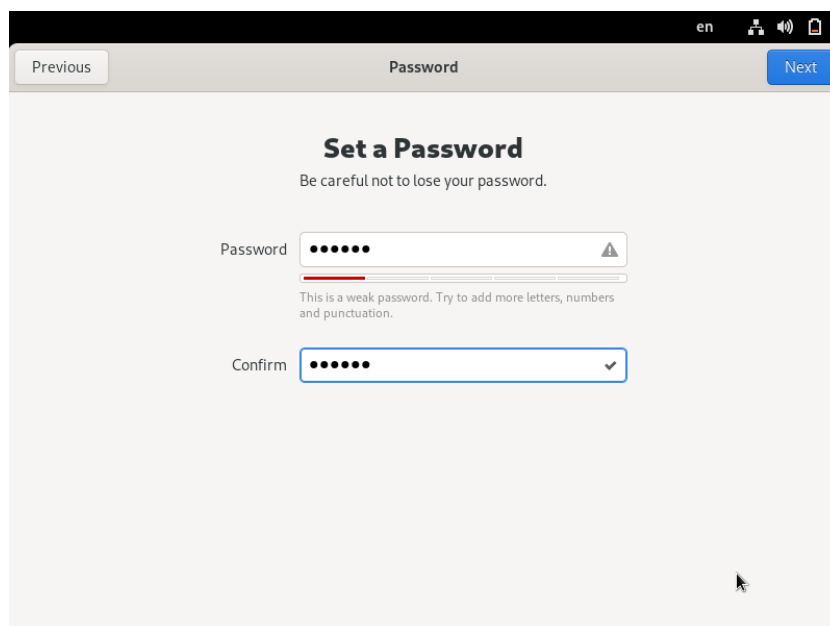 en
Previous
Password
Next
Set a Password
Be careful not to lose your password.
Password ●●●●●●
This is a weak password. Try to add more letters, numbers
and punctuation.
Confirm ●●●●●●